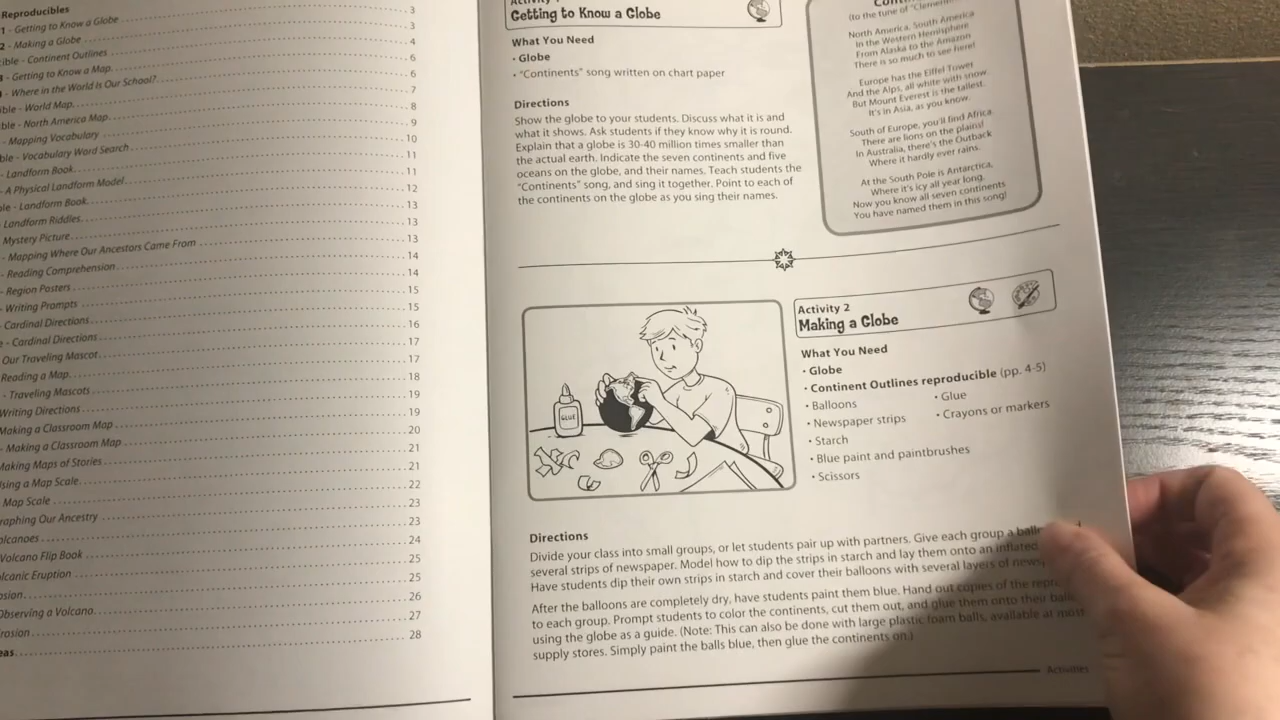 Reproducibles
1 - Getting to Know a Globe 3
2 - Making a Globe 3
ible - Continent Outlines 4
- Getting to Know a Map 6
- Where in the World Is Our School? 6
ible - World Map 7
ble - North America Map 8
- Mapping Vocabulary 9
ble - Vocabulary Word Search 10
- Landform Book 11
- A Physical Landform Model 11
le - Landform Book 12
Landform Riddles 13
Mystery Picture 13
- Mapping Where Our Ancestors Came From 13
- Reading Comprehension 14
- Region Posters 14
- Writing Prompts 15
- Cardinal Directions 15
e - Cardinal Directions 16
Our Traveling Mascot 17
Reading a Map 17
- Traveling Mascots 18
Writing Directions 19
Making a Classroom Map 19
- Making a Classroom Map 20
Making Maps of Stories 21
sing a Map Scale 21
Map Scale 22
raphing Our Ancestry 23
olcanoes 23
Volcano Flip Book 24
lcanic Eruption 25
osion 25
Observing a Volcano 26
Erosion 27
eas 28
Getting to Know a Globe
What You Need
• Globe
• "Continents" song written on chart paper
Directions
Show the globe to your students. Discuss what it is and
what it shows. Ask students if they know why it is round.
Explain that a globe is 30-40 million times smaller than
the actual earth. Indicate the seven continents and five
oceans on the globe, and their names. Teach students the
"Continents" song, and sing it together. Point to each of
the continents on the globe as you sing their names.
(to the tune of "Clemen
North America, South America
In the Western Hemisphere
From Alaska to the Amazon
There is so much to see here!
Europe has the Eiffel Tower
And the Alps, all white with snow.
But Mount Everest is the tallest.
It's in Asia, as you know.
South of Europe, you'll find Africa.
There are lions on the plains!
In Australia, there's the Outback
Where it hardly ever rains.
At the South Pole is Antarctica,
Where it's icy all year long.
Now you know all seven continents
You have named them in this song!
GLUE
Activity 2
Making a Globe
What You Need
• Globe
• Continent Outlines reproducible (pp. 4-5)
• Balloons
• Newspaper strips
• Starch
• Blue paint and paintbrushes
• Scissors
• Glue
• Crayons or markers
Directions
Divide your class into small groups, or let students pair up with partners. Give each group a ball
several strips of newspaper. Model how to dip the strips in starch and lay them onto an inflated
Have students dip their own strips in starch and cover their balloons with several layers of news
After the balloons are completely dry, have students paint them blue. Hand out copies of the repr
to each group. Prompt students to color the continents, cut them out, and glue them onto their ball
using the globe as a guide. (Note: This can also be done with large plastic foam balls, available at most
supply stores. Simply paint the balls blue, then glue the continents on.)
Activities